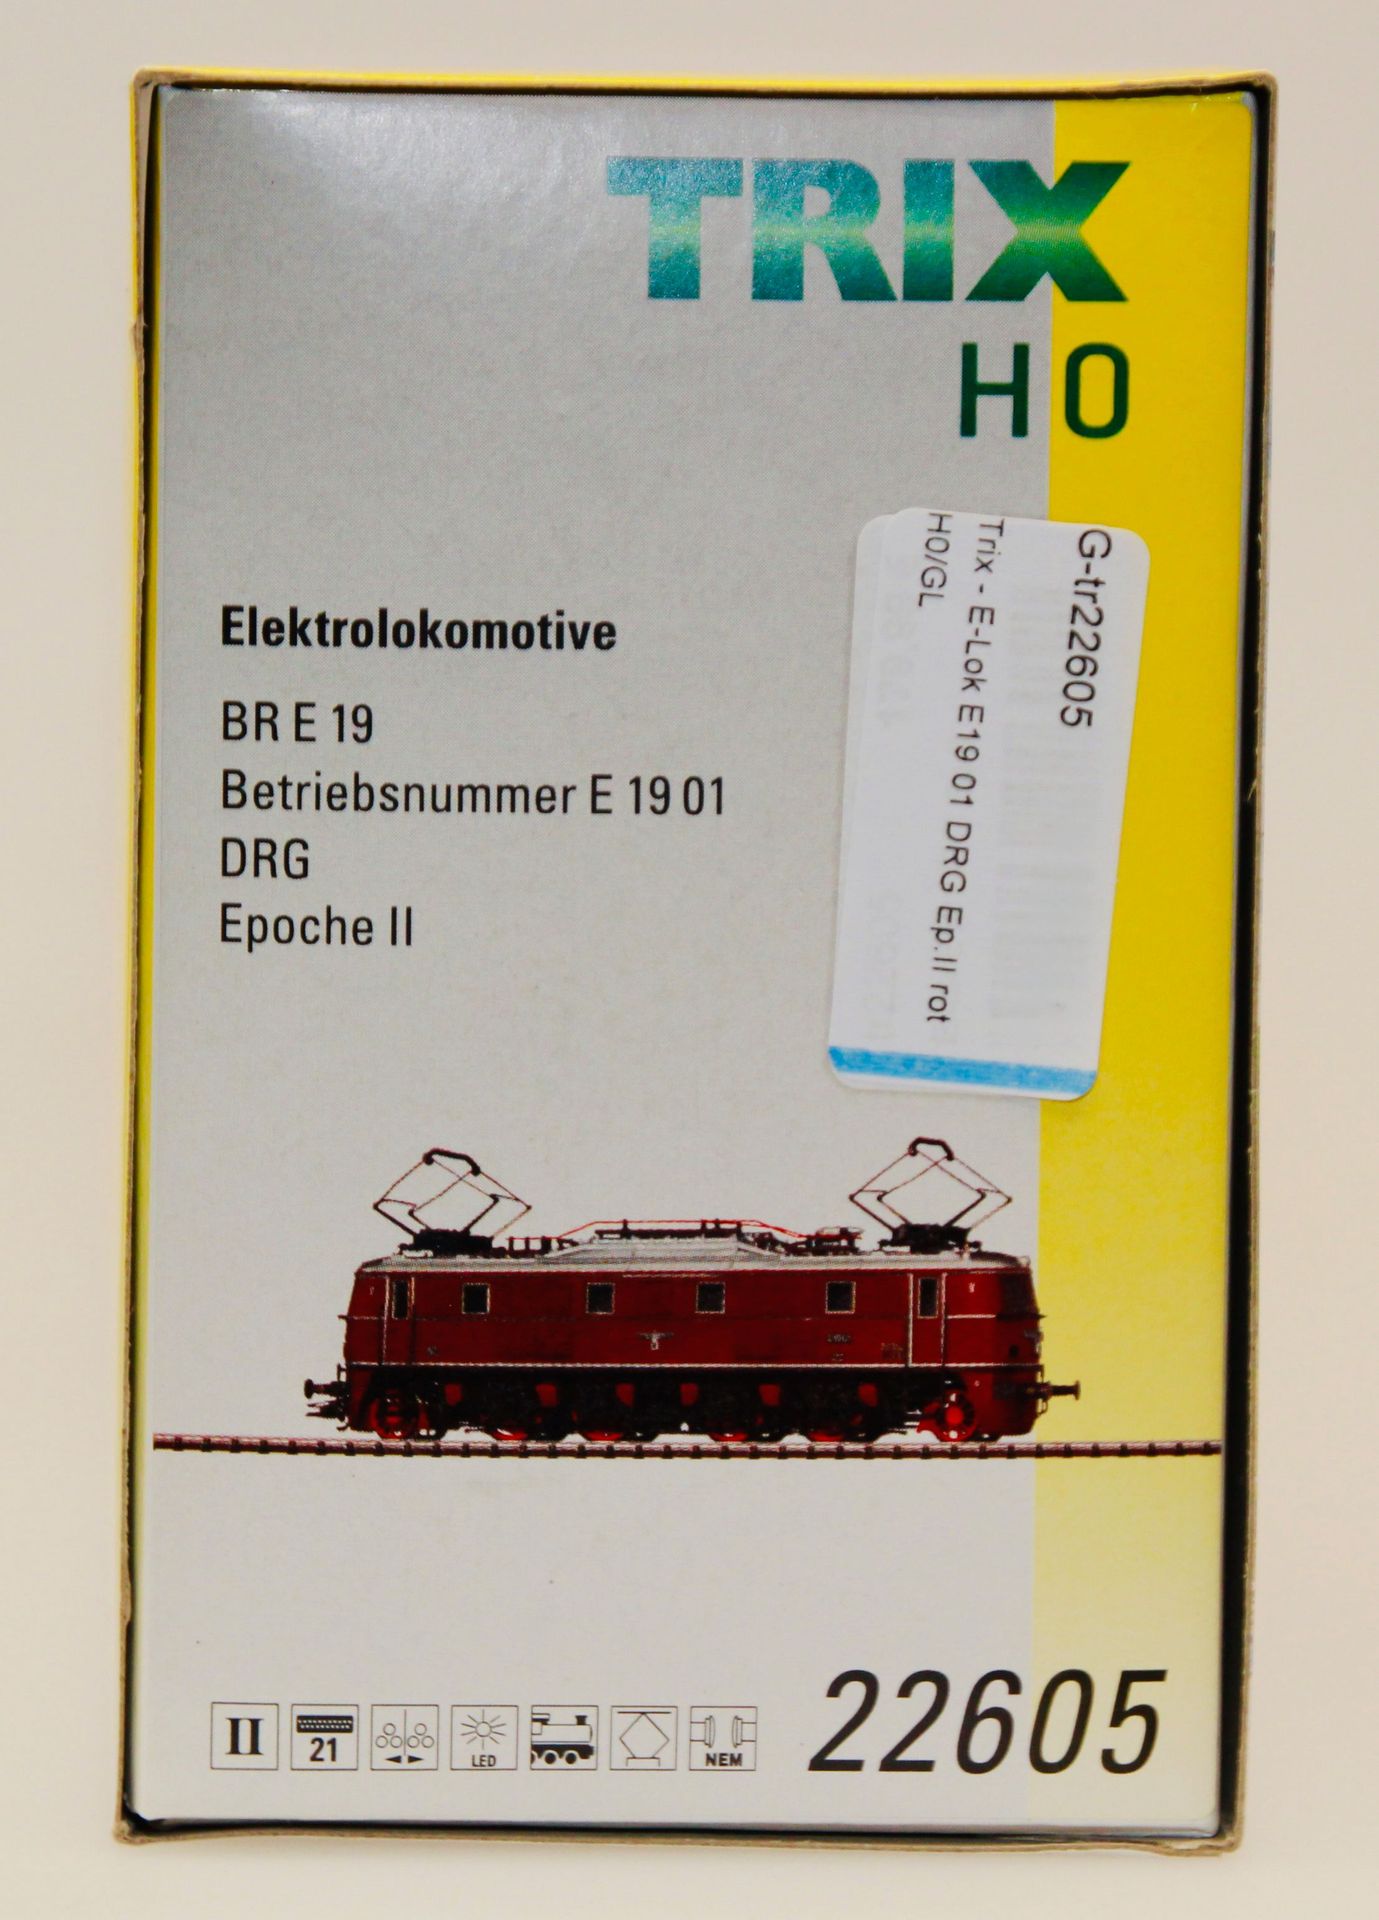 TRIX
H0
G-tr22605
Trix - E-Lok E19 01 DRG Ep.II rot
H0/GL
Elektrolokomotive
BR E 19
Betriebsnummer E 19 01
DRG
Epoche II
II
21
LED
NEM
22605